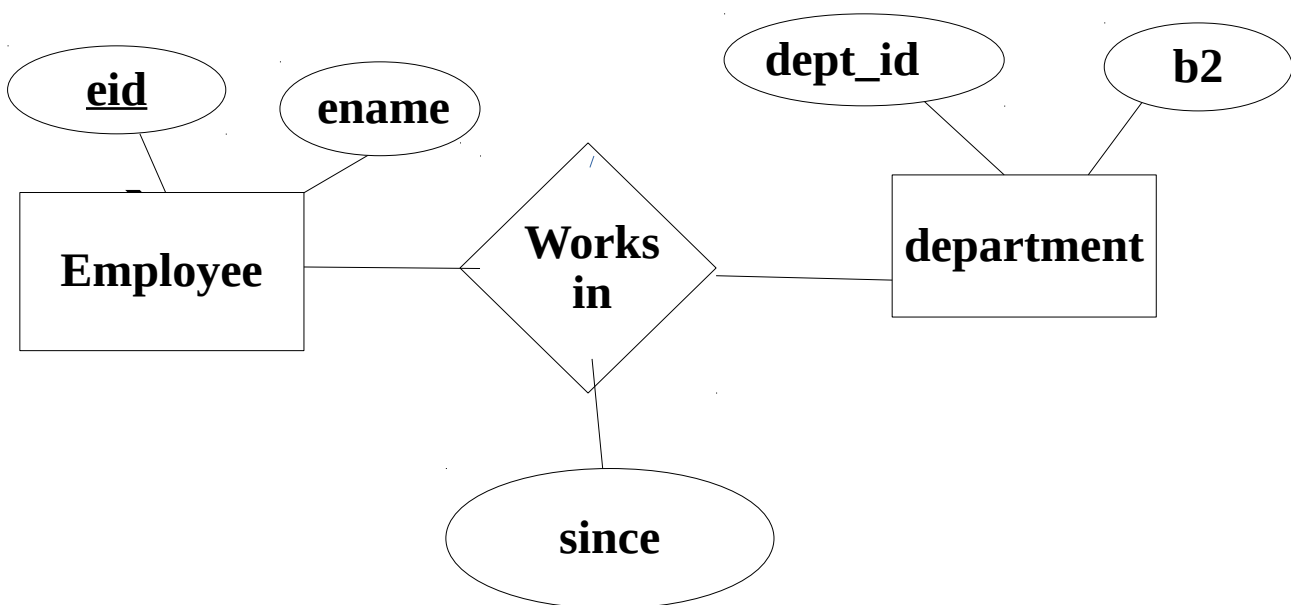 eid
ename
dept_id
b2
Employee
Works
in
department
since